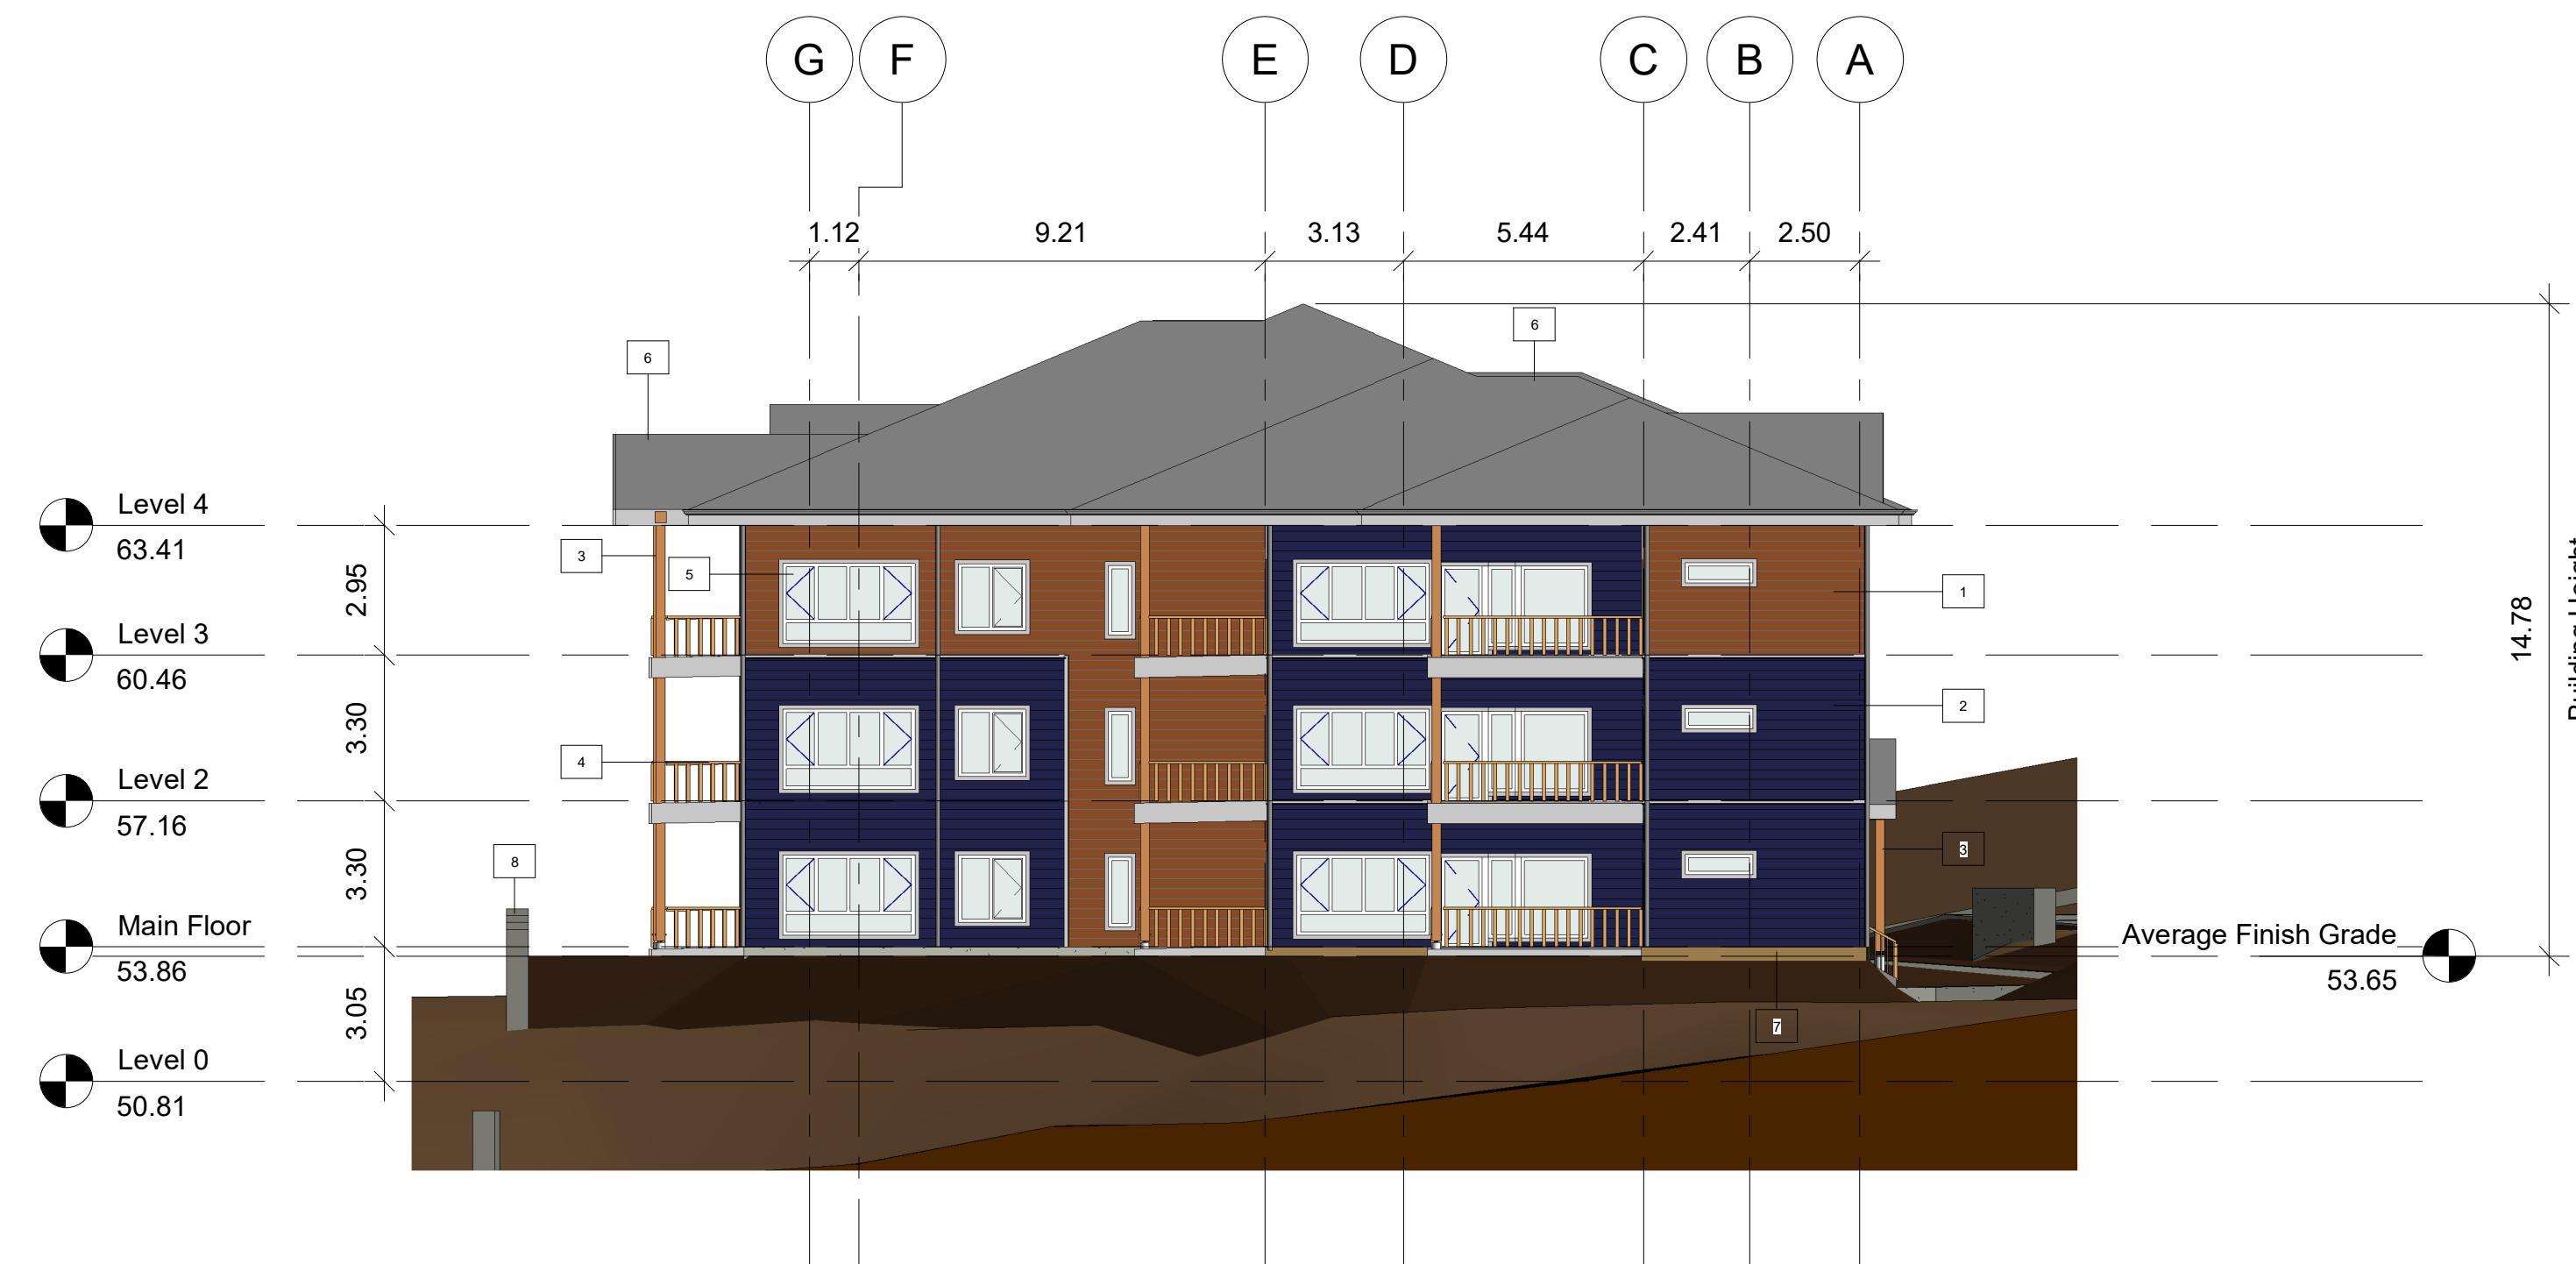 G F E D C B A
1.12 9.21 3.13 5.44 2.41 2.50
6
6
Level 4
63.41
3
5
2.95
1
14.78
Building Height
Level 3
60.46
2
3.30
4
Level 2
57.16
8
3.30
3
Main Floor
53.86
Average Finish Grade
53.65
7
3.05
Level 0
50.81